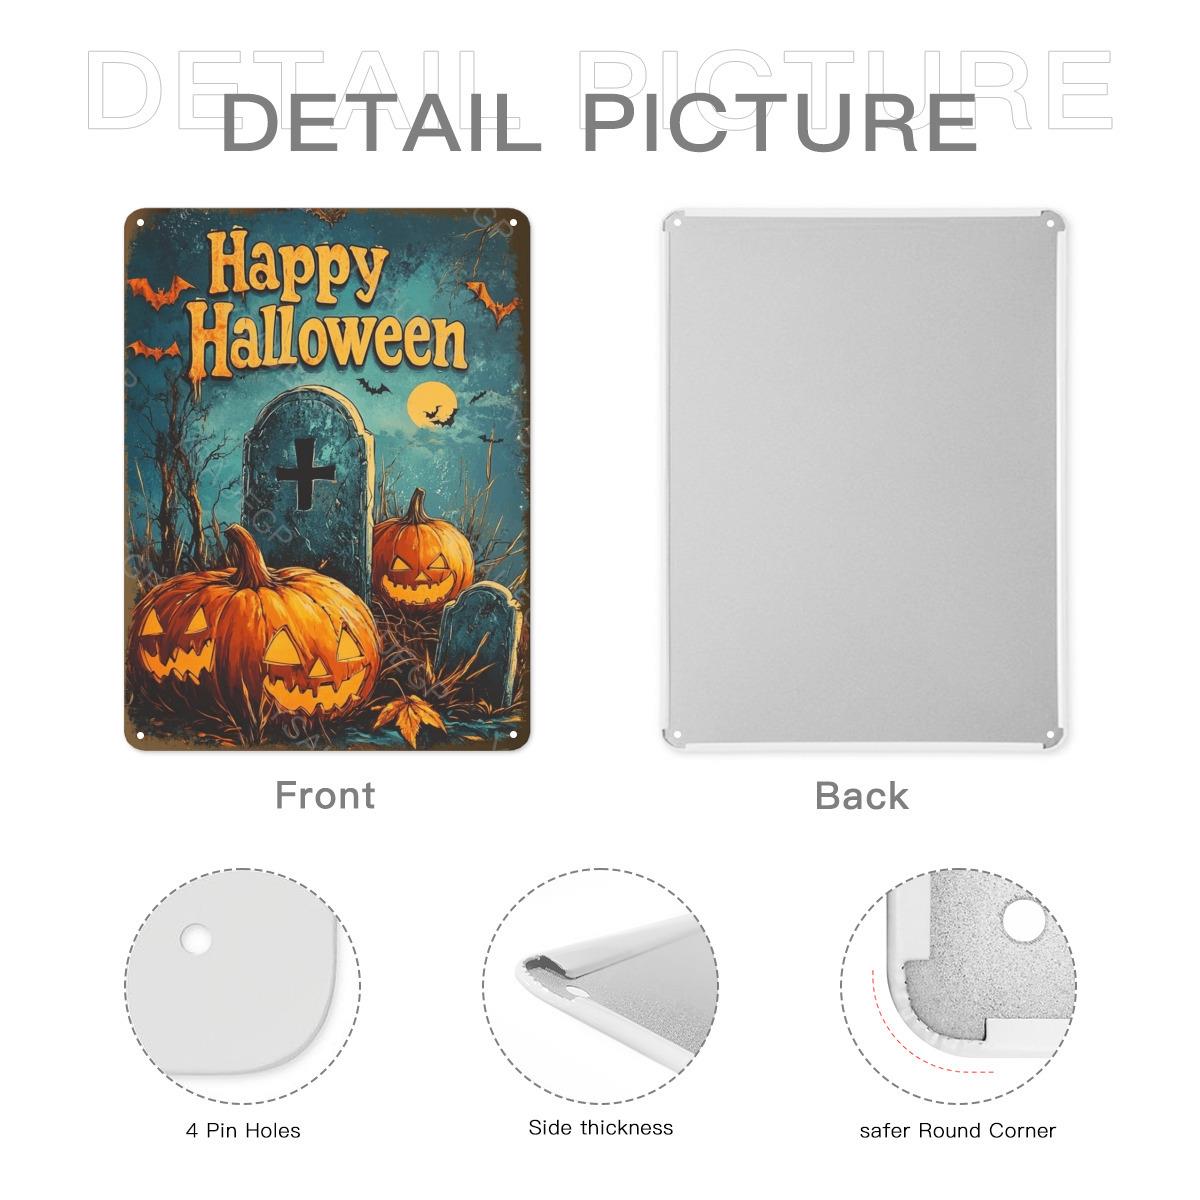 DETAIL PICTURE
DETAIL PICTURE
Happy
Halloween
Front
Back
4 Pin Holes
Side thickness
safer Round Corner